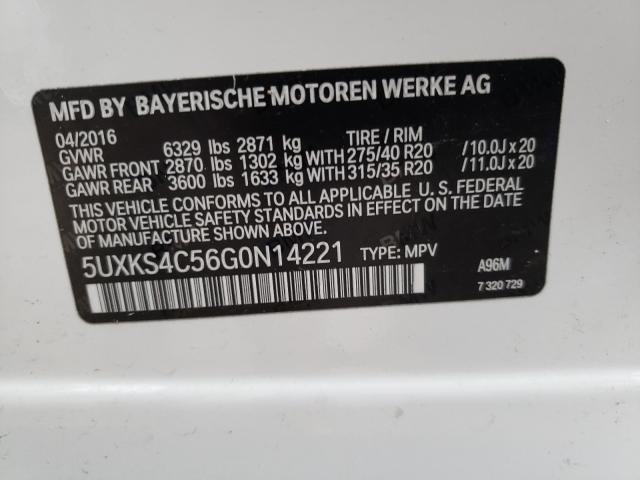 MFD BY BAYERISCHE MOTOREN WERKE AG
04/2016 TIRE / RIM
GVWR 6329 lbs 2871 kg
GAWR FRONT 2870 lbs 1302 kg WITH 275/40 R20 /10.0J x 20
GAWR REAR 3600 lbs 1633 kg WITH 315/35 R20 /11.0J x 20
THIS VEHICLE CONFORMS TO ALL APPLICABLE U. S. FEDERAL
MOTOR VEHICLE SAFETY STANDARDS IN EFFECT ON THE DATE
OF MANUFACTURE SHOWN ABOVE.
5UXKS4C56G0N14221 TYPE: MPV
A96M
7 320 729